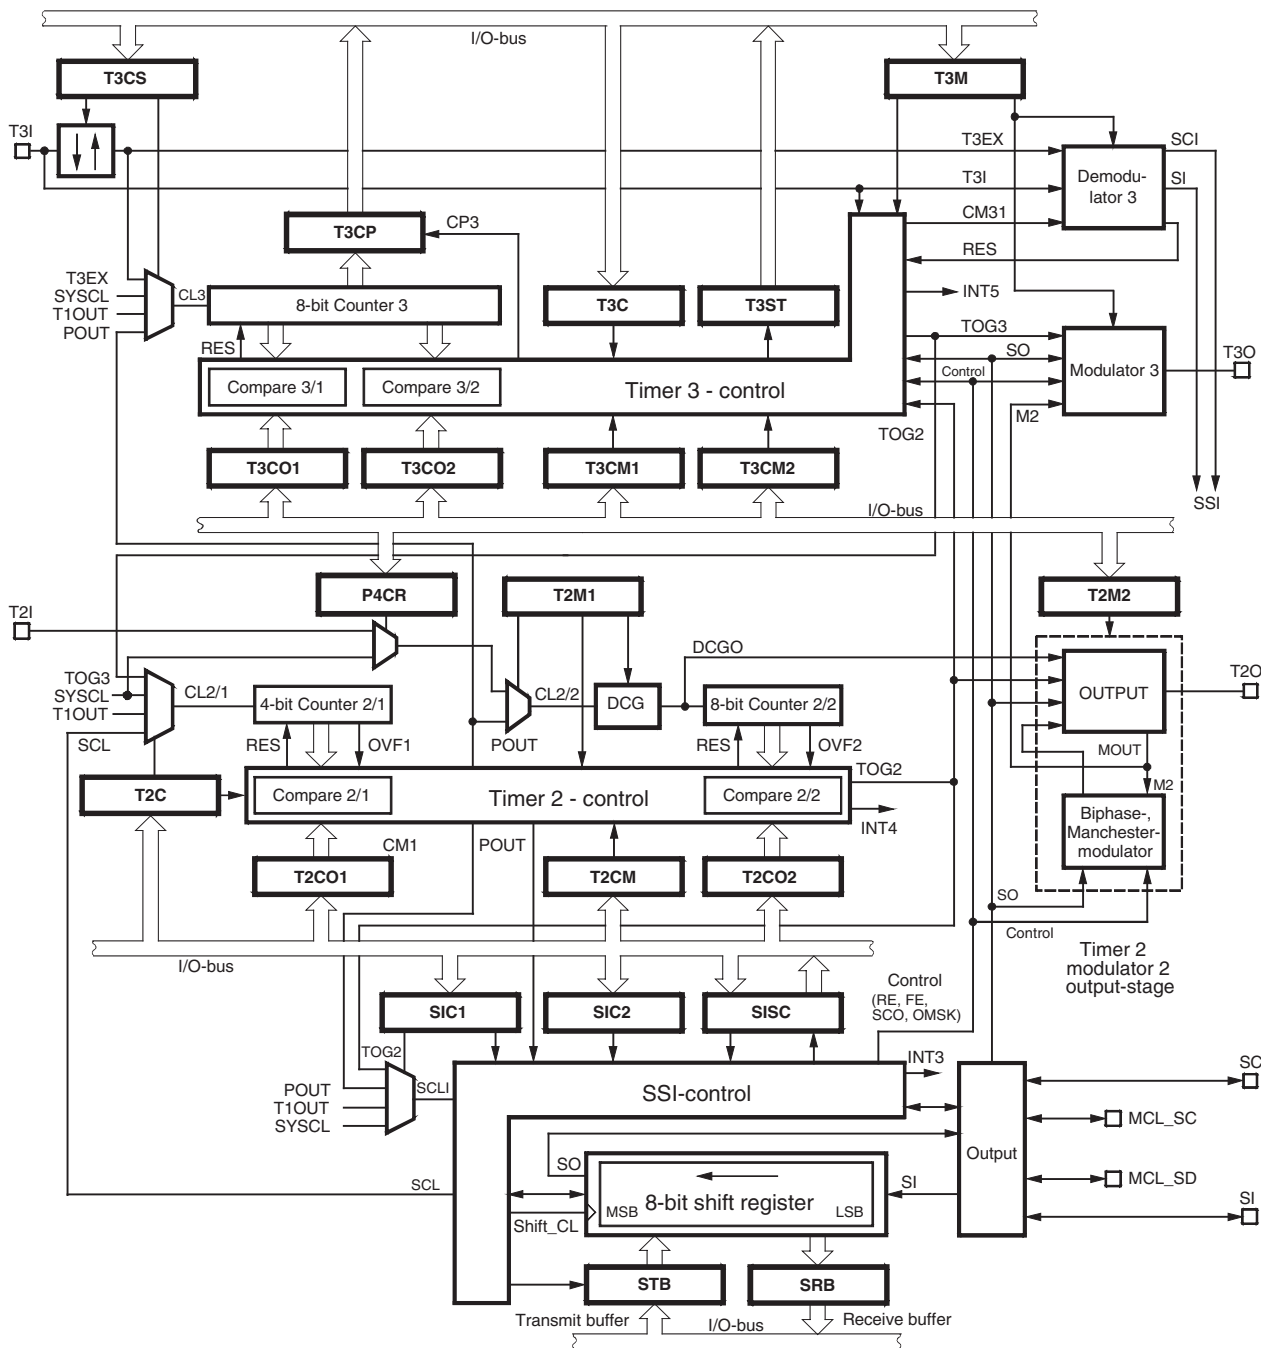 I/O-bus
T3CS
T3M
T3I
T3EX
SCI
T3I
SI
Demodu-
lator 3
CM31
RES
T3CP
CP3
INT5
T3EX
SYSCL
T1OUT
POUT
CL3
8-bit Counter 3
T3C
T3ST
RES
TOG3
SO
Control
M2
Modulator 3
T3O
Compare 3/1
Compare 3/2
Timer 3 - control
TOG2
T3CO1
T3CO2
T3CM1
T3CM2
SSI
I/O-bus
P4CR
T2M1
T2M2
T2I
DCGO
TOG3
SYSCL
T1OUT
SCL
CL2/1
4-bit Counter 2/1
CL2/2
DCG
8-bit Counter 2/2
OUTPUT
T2O
POUT
RES
OVF1
RES
OVF2
MOUT
TOG2
M2
T2C
Compare 2/1
Timer 2 - control
Compare 2/2
INT4
Biphase-,
Manchester-
modulator
CM1
POUT
T2CO1
T2CM
T2CO2
SO
Control
I/O-bus
Timer 2
modulator 2
output-stage
Control
(RE, FE,
SCO, OMSK)
SIC1
SIC2
SISC
TOG2
INT3
POUT
T1OUT
SYSCL
SCLI
SSI-control
SC
MCL_SC
Output
SO
SCL
SI
MCL_SD
8-bit shift register
MSB
LSB
SI
Shift_CL
STB
SRB
Transmit buffer
I/O-bus
Receive buffer